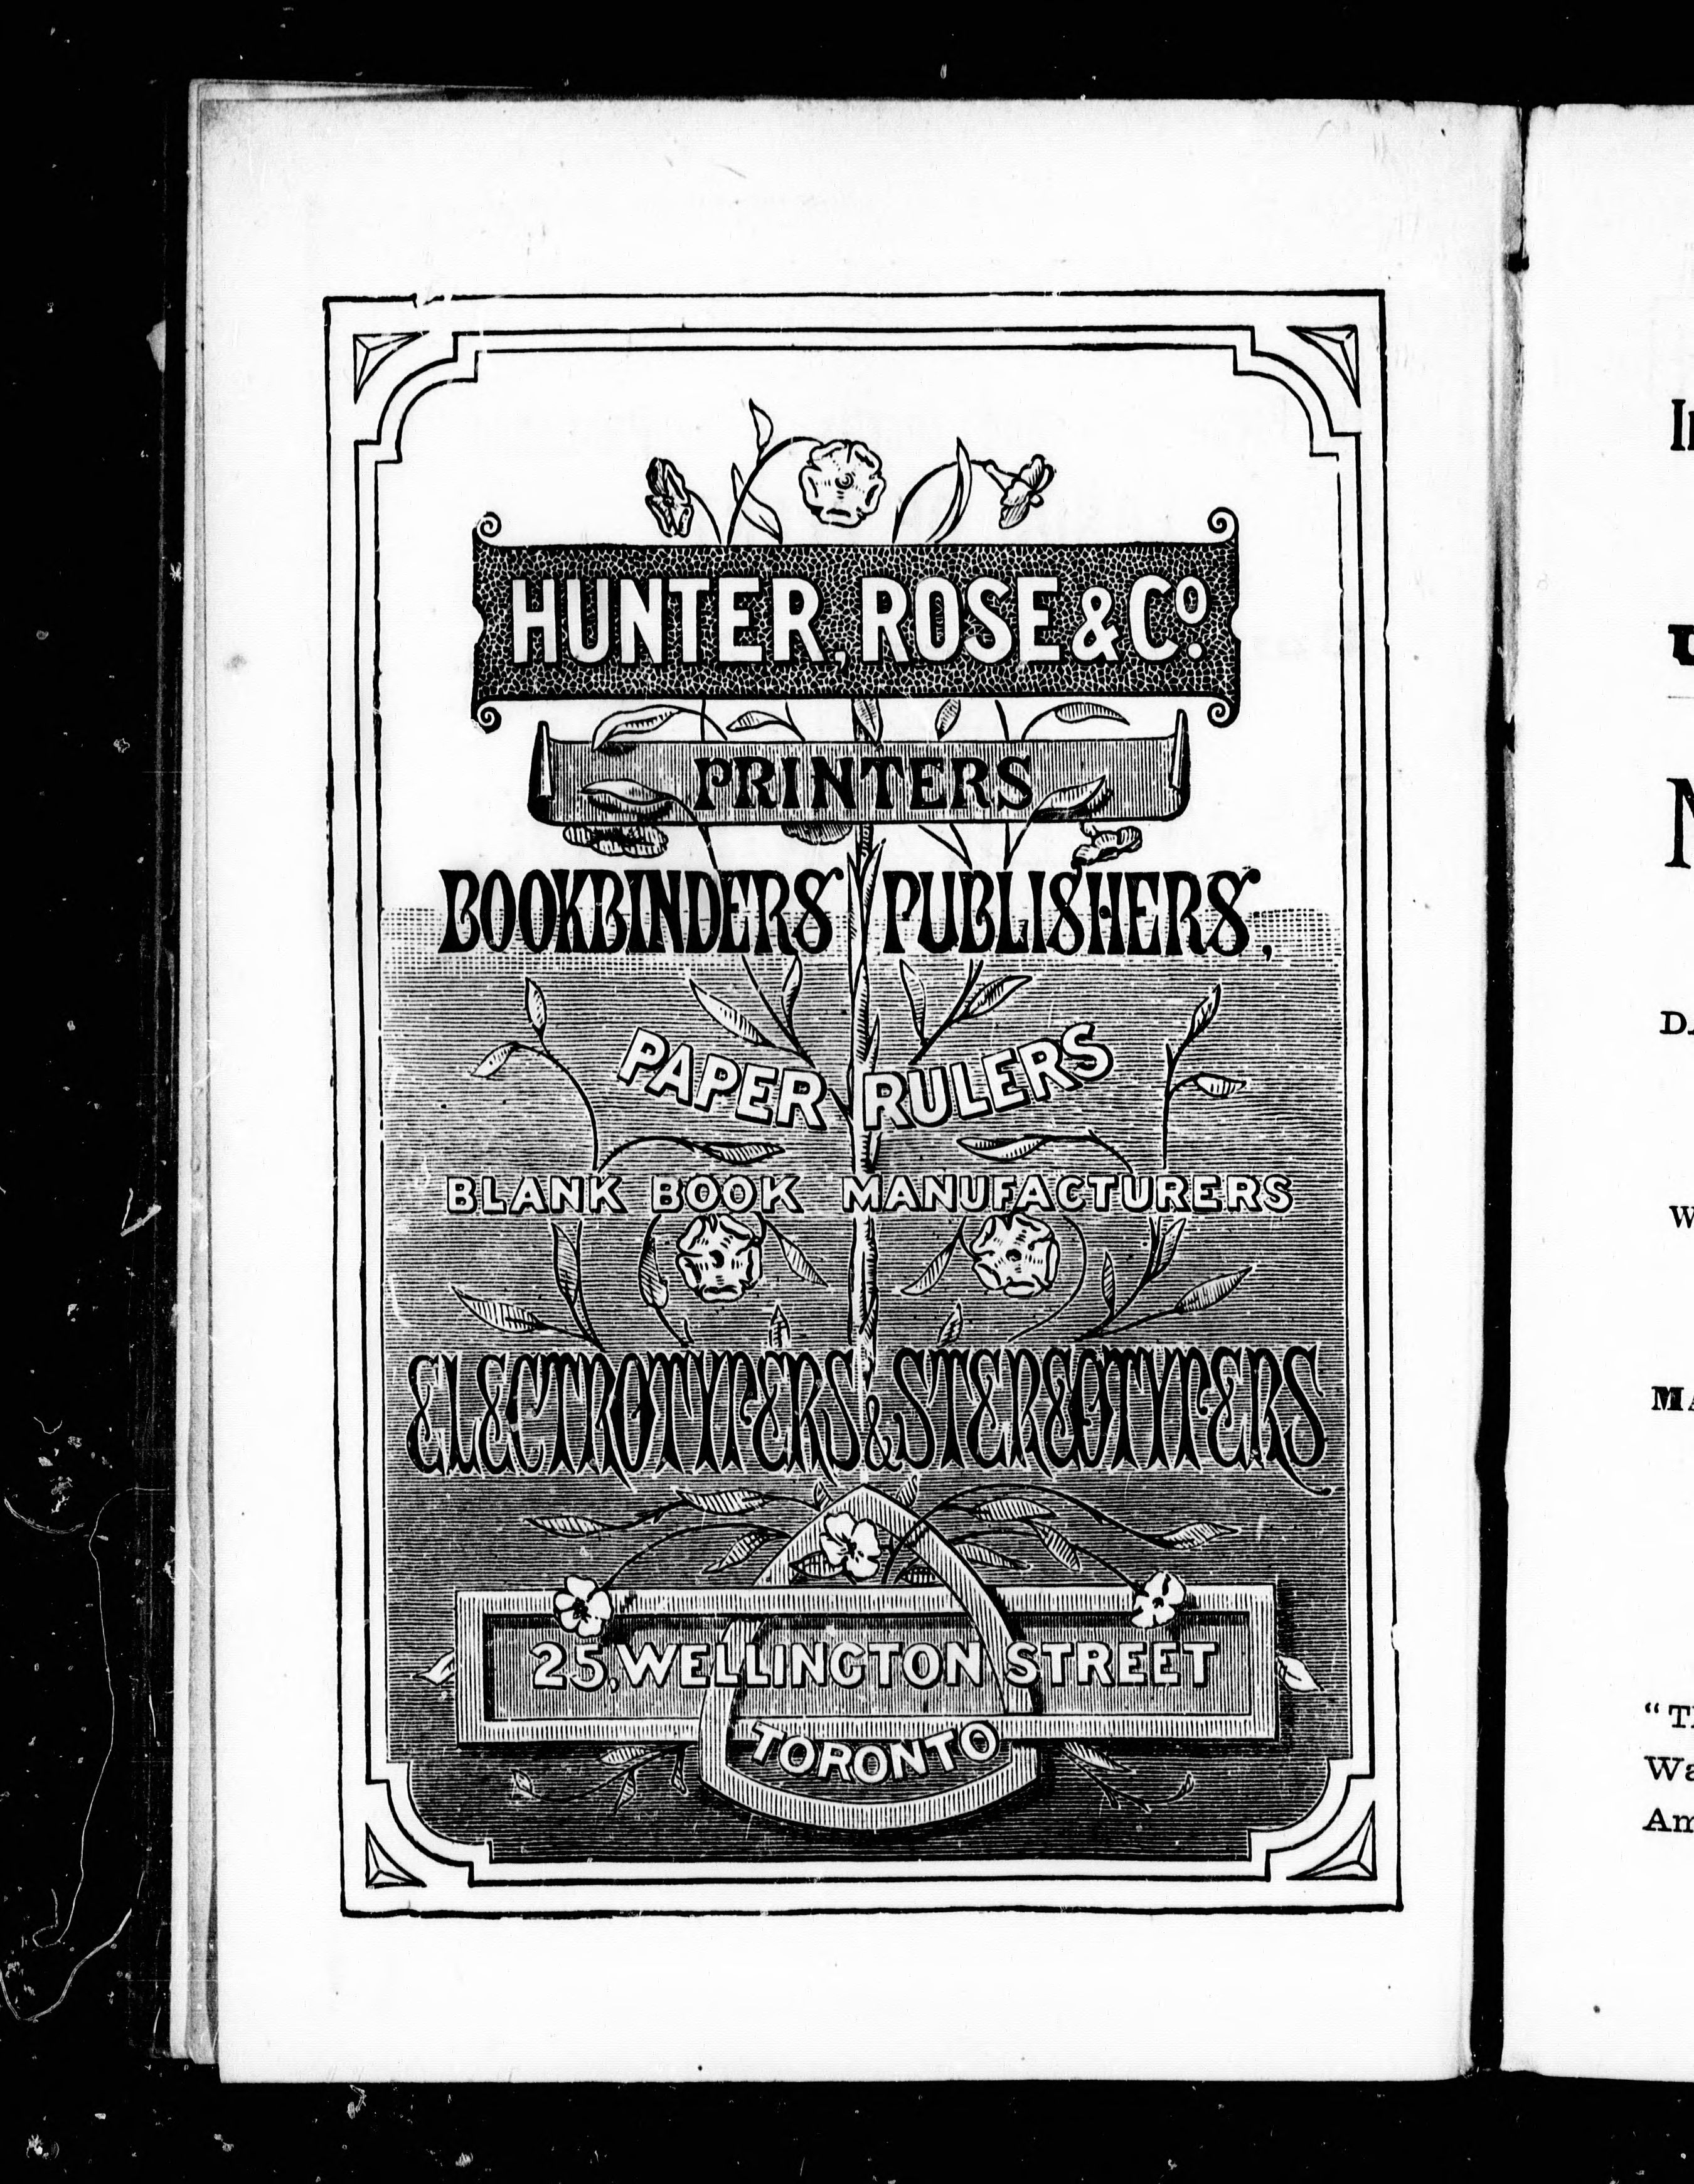 HUNTER, ROSE & Co.
PRINTERS
BOOKBINDERS PUBLISHERS,
PAPER RULERS
BLANK BOOK MANUFACTURERS
ELECTROTYPERS & STEREOTYPERS
25, WELLINGTON STREET
TORONTO